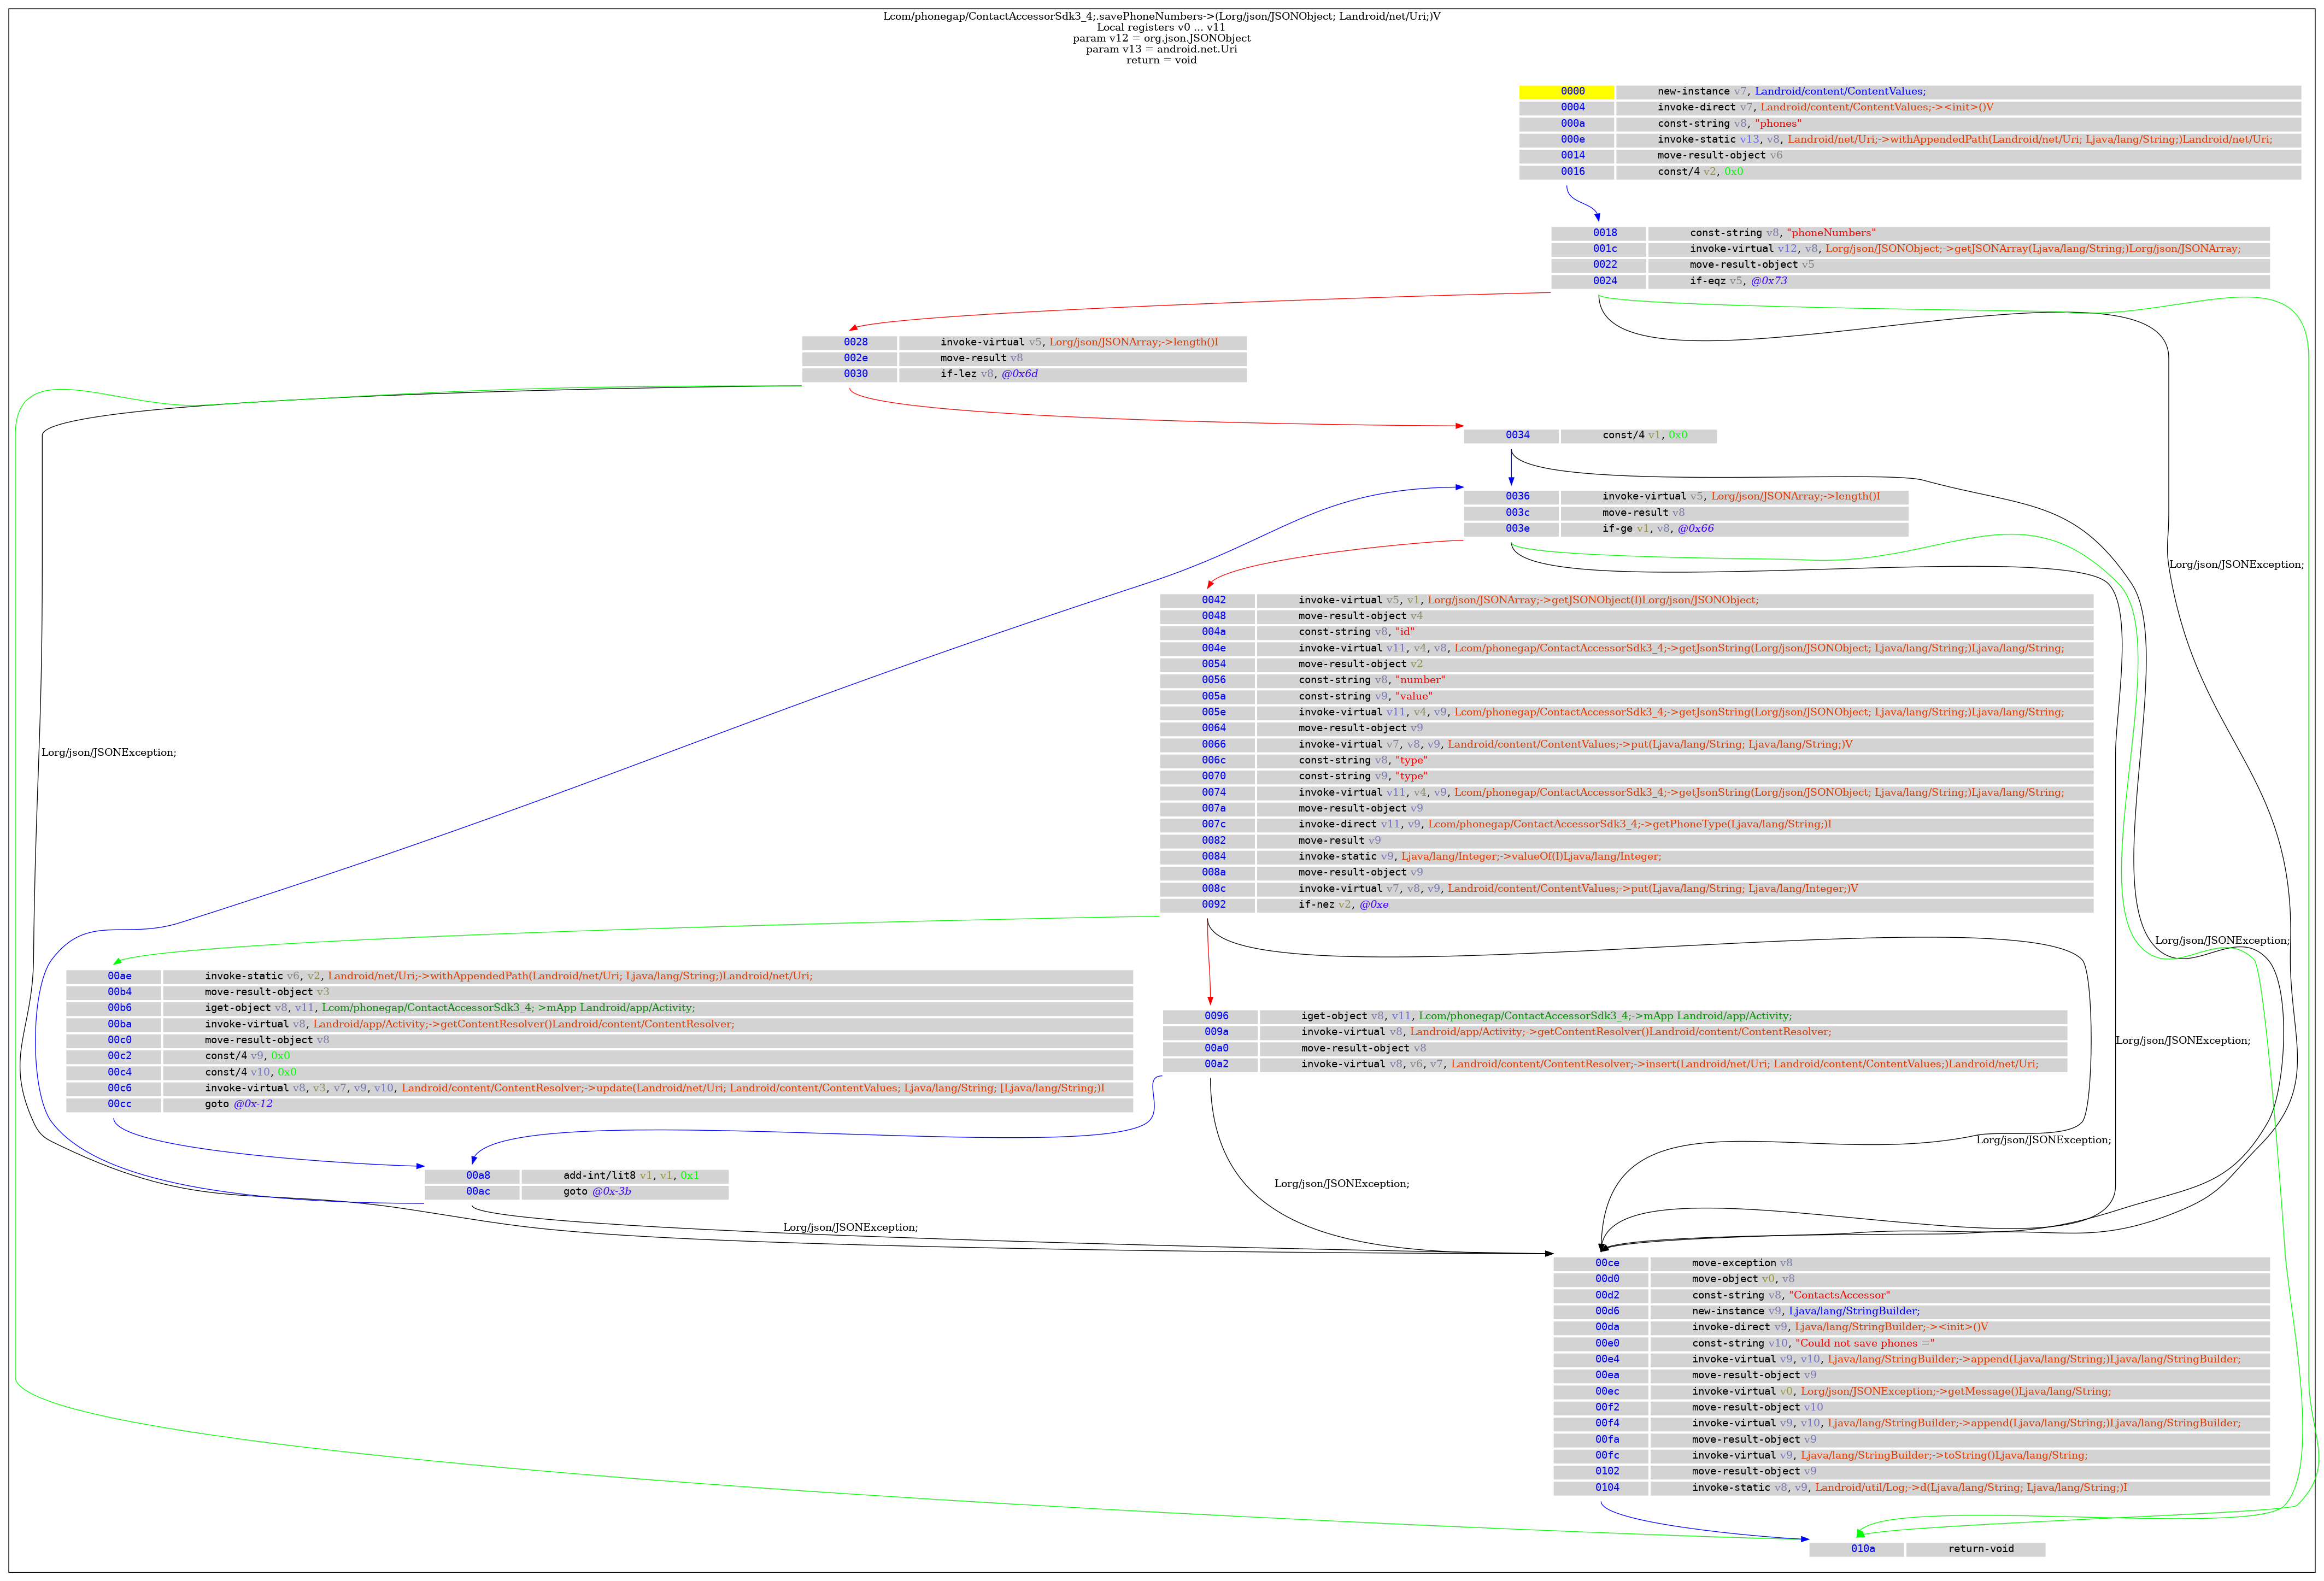 Lcom/phonegap/ContactAccessorSdk3_4;.savePhoneNumbers->(Lorg/json/JSONObject; Landroid/net/Uri;)V
Local registers v0 ... v11
param v12 = org.json.JSONObject
param v13 = android.net.Uri
return = void
0000 new-instance v7, Landroid/content/ContentValues;
0004 invoke-direct v7, Landroid/content/ContentValues;-><init>()V
000a const-string v8, "phones"
000e invoke-static v13, v8, Landroid/net/Uri;->withAppendedPath(Landroid/net/Uri; Ljava/lang/String;)Landroid/net/Uri;
0014 move-result-object v6
0016 const/4 v2, 0x0
0018 const-string v8, "phoneNumbers"
001c invoke-virtual v12, v8, Lorg/json/JSONObject;->getJSONArray(Ljava/lang/String;)Lorg/json/JSONArray;
0022 move-result-object v5
0024 if-eqz v5, @0x73
0028 invoke-virtual v5, Lorg/json/JSONArray;->length()I
002e move-result v8
0030 if-lez v8, @0x6d
0034 const/4 v1, 0x0
0036 invoke-virtual v5, Lorg/json/JSONArray;->length()I
003c move-result v8
003e if-ge v1, v8, @0x66
Lorg/json/JSONException;
0042 invoke-virtual v5, v1, Lorg/json/JSONArray;->getJSONObject(I)Lorg/json/JSONObject;
0048 move-result-object v4
004a const-string v8, "id"
004e invoke-virtual v11, v4, v8, Lcom/phonegap/ContactAccessorSdk3_4;->getJsonString(Lorg/json/JSONObject; Ljava/lang/String;)Ljava/lang/String;
0054 move-result-object v2
0056 const-string v8, "number"
005a const-string v9, "value"
005e invoke-virtual v11, v4, v9, Lcom/phonegap/ContactAccessorSdk3_4;->getJsonString(Lorg/json/JSONObject; Ljava/lang/String;)Ljava/lang/String;
0064 move-result-object v9
0066 invoke-virtual v7, v8, v9, Landroid/content/ContentValues;->put(Ljava/lang/String; Ljava/lang/String;)V
006c const-string v8, "type"
0070 const-string v9, "type"
0074 invoke-virtual v11, v4, v9, Lcom/phonegap/ContactAccessorSdk3_4;->getJsonString(Lorg/json/JSONObject; Ljava/lang/String;)Ljava/lang/String;
007a move-result-object v9
007c invoke-direct v11, v9, Lcom/phonegap/ContactAccessorSdk3_4;->getPhoneType(Ljava/lang/String;)I
0082 move-result v9
0084 invoke-static v9, Ljava/lang/Integer;->valueOf(I)Ljava/lang/Integer;
008a move-result-object v9
008c invoke-virtual v7, v8, v9, Landroid/content/ContentValues;->put(Ljava/lang/String; Ljava/lang/Integer;)V
0092 if-nez v2, @0xe
Lorg/json/JSONException;
Lorg/json/JSONException;
00ae invoke-static v6, v2, Landroid/net/Uri;->withAppendedPath(Landroid/net/Uri; Ljava/lang/String;)Landroid/net/Uri;
00b4 move-result-object v3
00b6 iget-object v8, v11, Lcom/phonegap/ContactAccessorSdk3_4;->mApp Landroid/app/Activity;
00ba invoke-virtual v8, Landroid/app/Activity;->getContentResolver()Landroid/content/ContentResolver;
00c0 move-result-object v8
00c2 const/4 v9, 0x0
00c4 const/4 v10, 0x0
00c6 invoke-virtual v8, v3, v7, v9, v10, Landroid/content/ContentResolver;->update(Landroid/net/Uri; Landroid/content/ContentValues; Ljava/lang/String; [Ljava/lang/String;)I
00cc goto @0x-12
0096 iget-object v8, v11, Lcom/phonegap/ContactAccessorSdk3_4;->mApp Landroid/app/Activity;
009a invoke-virtual v8, Landroid/app/Activity;->getContentResolver()Landroid/content/ContentResolver;
00a0 move-result-object v8
00a2 invoke-virtual v8, v6, v7, Landroid/content/ContentResolver;->insert(Landroid/net/Uri; Landroid/content/ContentValues;)Landroid/net/Uri;
Lorg/json/JSONException;
Lorg/json/JSONException;
00a8 add-int/lit8 v1, v1, 0x1
00ac goto @0x-3b
Lorg/json/JSONException;
Lorg/json/JSONException;
00ce move-exception v8
00d0 move-object v0, v8
00d2 const-string v8, "ContactsAccessor"
00d6 new-instance v9, Ljava/lang/StringBuilder;
00da invoke-direct v9, Ljava/lang/StringBuilder;-><init>()V
00e0 const-string v10, "Could not save phones ="
00e4 invoke-virtual v9, v10, Ljava/lang/StringBuilder;->append(Ljava/lang/String;)Ljava/lang/StringBuilder;
00ea move-result-object v9
00ec invoke-virtual v0, Lorg/json/JSONException;->getMessage()Ljava/lang/String;
00f2 move-result-object v10
00f4 invoke-virtual v9, v10, Ljava/lang/StringBuilder;->append(Ljava/lang/String;)Ljava/lang/StringBuilder;
00fa move-result-object v9
00fc invoke-virtual v9, Ljava/lang/StringBuilder;->toString()Ljava/lang/String;
0102 move-result-object v9
0104 invoke-static v8, v9, Landroid/util/Log;->d(Ljava/lang/String; Ljava/lang/String;)I
010a return-void